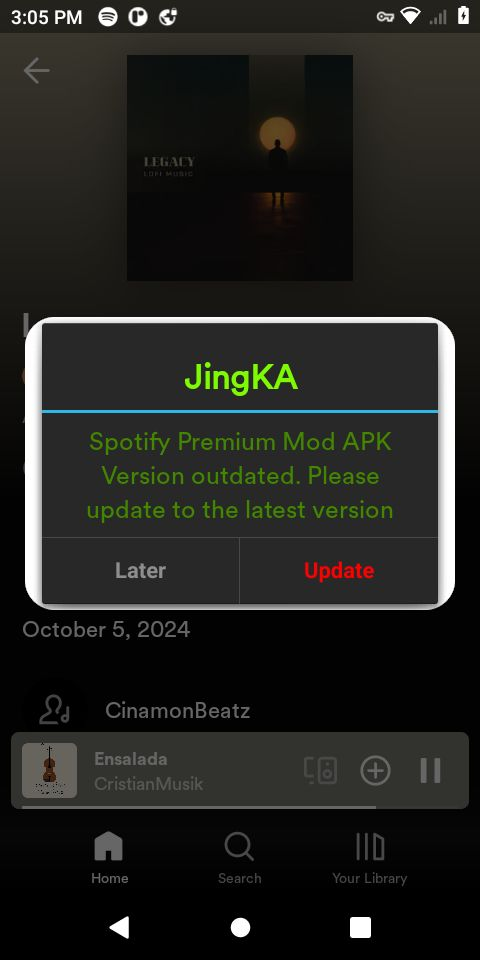 3:05 PM
LEGACY
LOFI MUSIC
JingKA
Spotify Premium Mod APK
Version outdated. Please
update to the latest version
Later
Update
October 5, 2024
CinamonBeatz
Ensalada
CristianMusik
Home
Search
Your Library